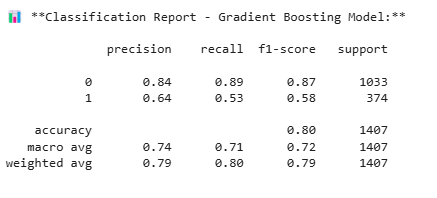 📊 **Classification Report - Gradient Boosting Model:**
precision recall f1-score support
0 0.84 0.89 0.87 1033
1 0.64 0.53 0.58 374
accuracy 0.80 1407
macro avg 0.74 0.71 0.72 1407
weighted avg 0.79 0.80 0.79 1407